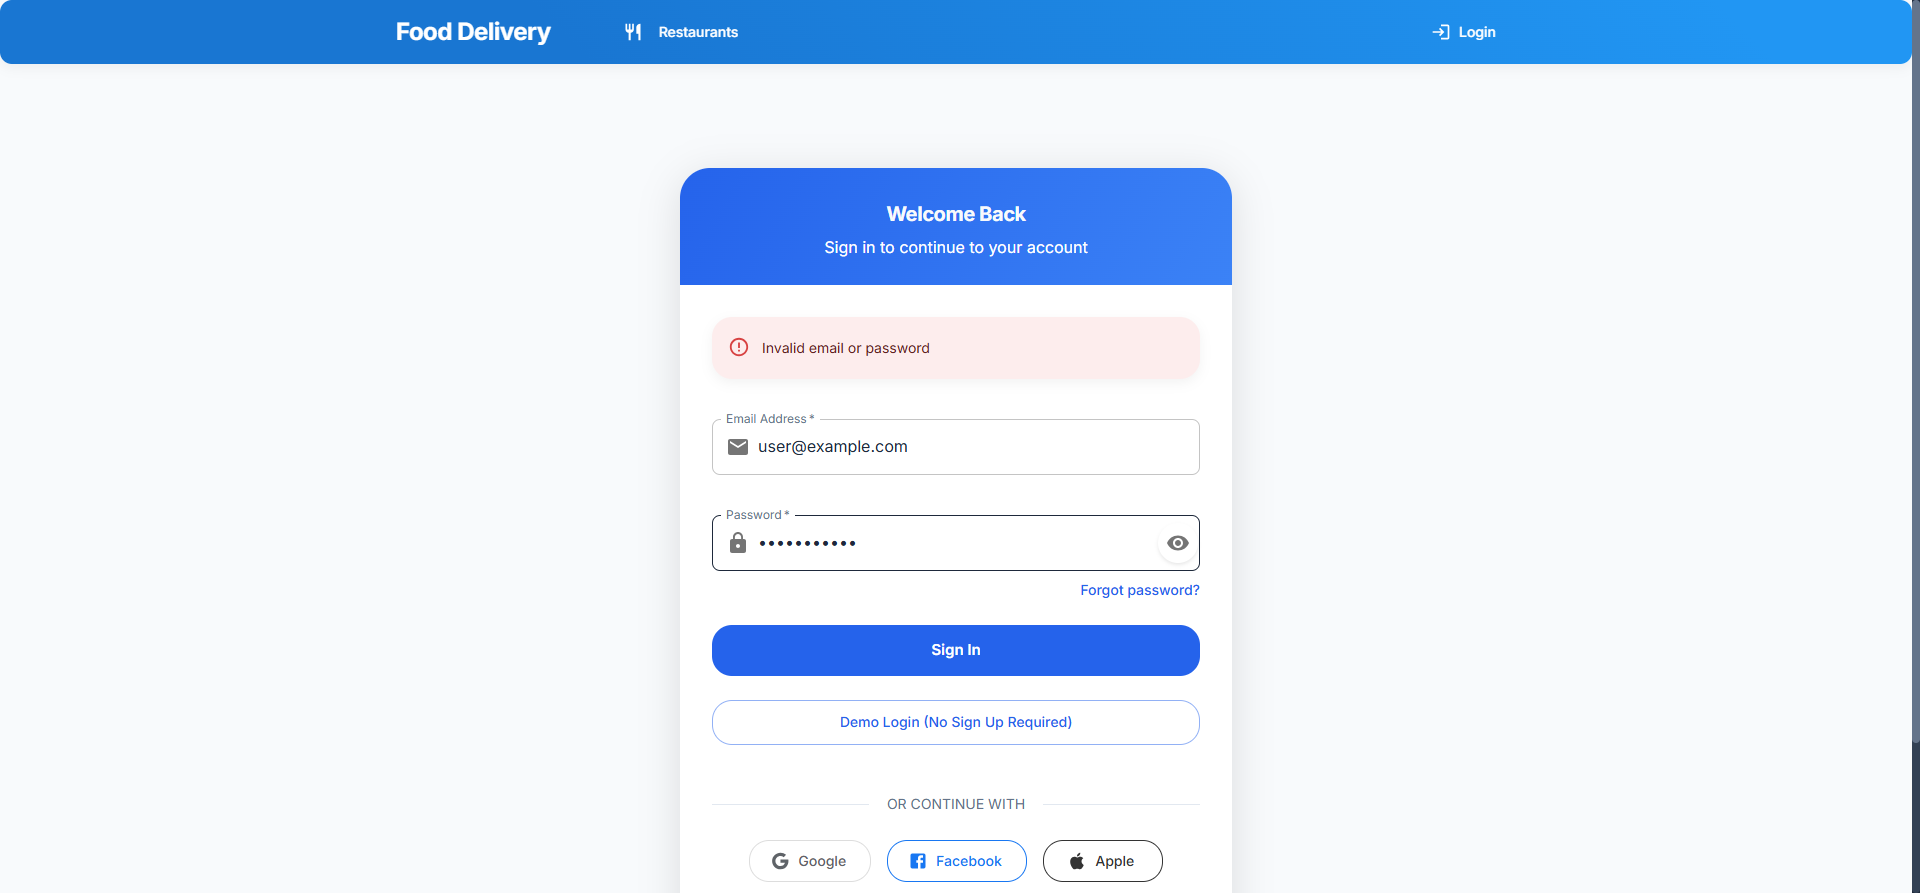 Food Delivery
Restaurants
Login
Welcome Back
Sign in to continue to your account
Invalid email or password
Email Address *
user@example.com
Password *
•••••••••••
Forgot password?
Sign In
Demo Login (No Sign Up Required)
OR CONTINUE WITH
Google
Facebook
Apple